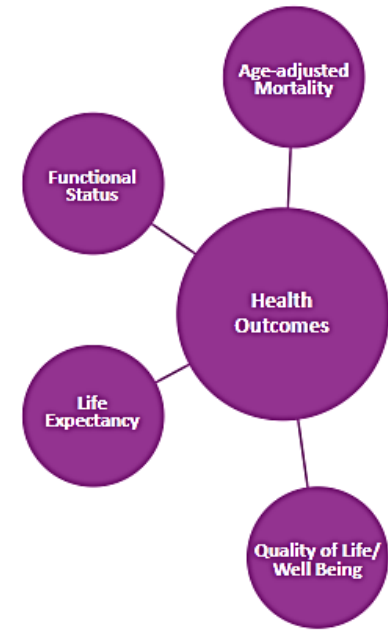 Age-adjusted
Mortality
Functional
Status
Health
Outcomes
Life
Expectancy
Quality of Life/
Well Being